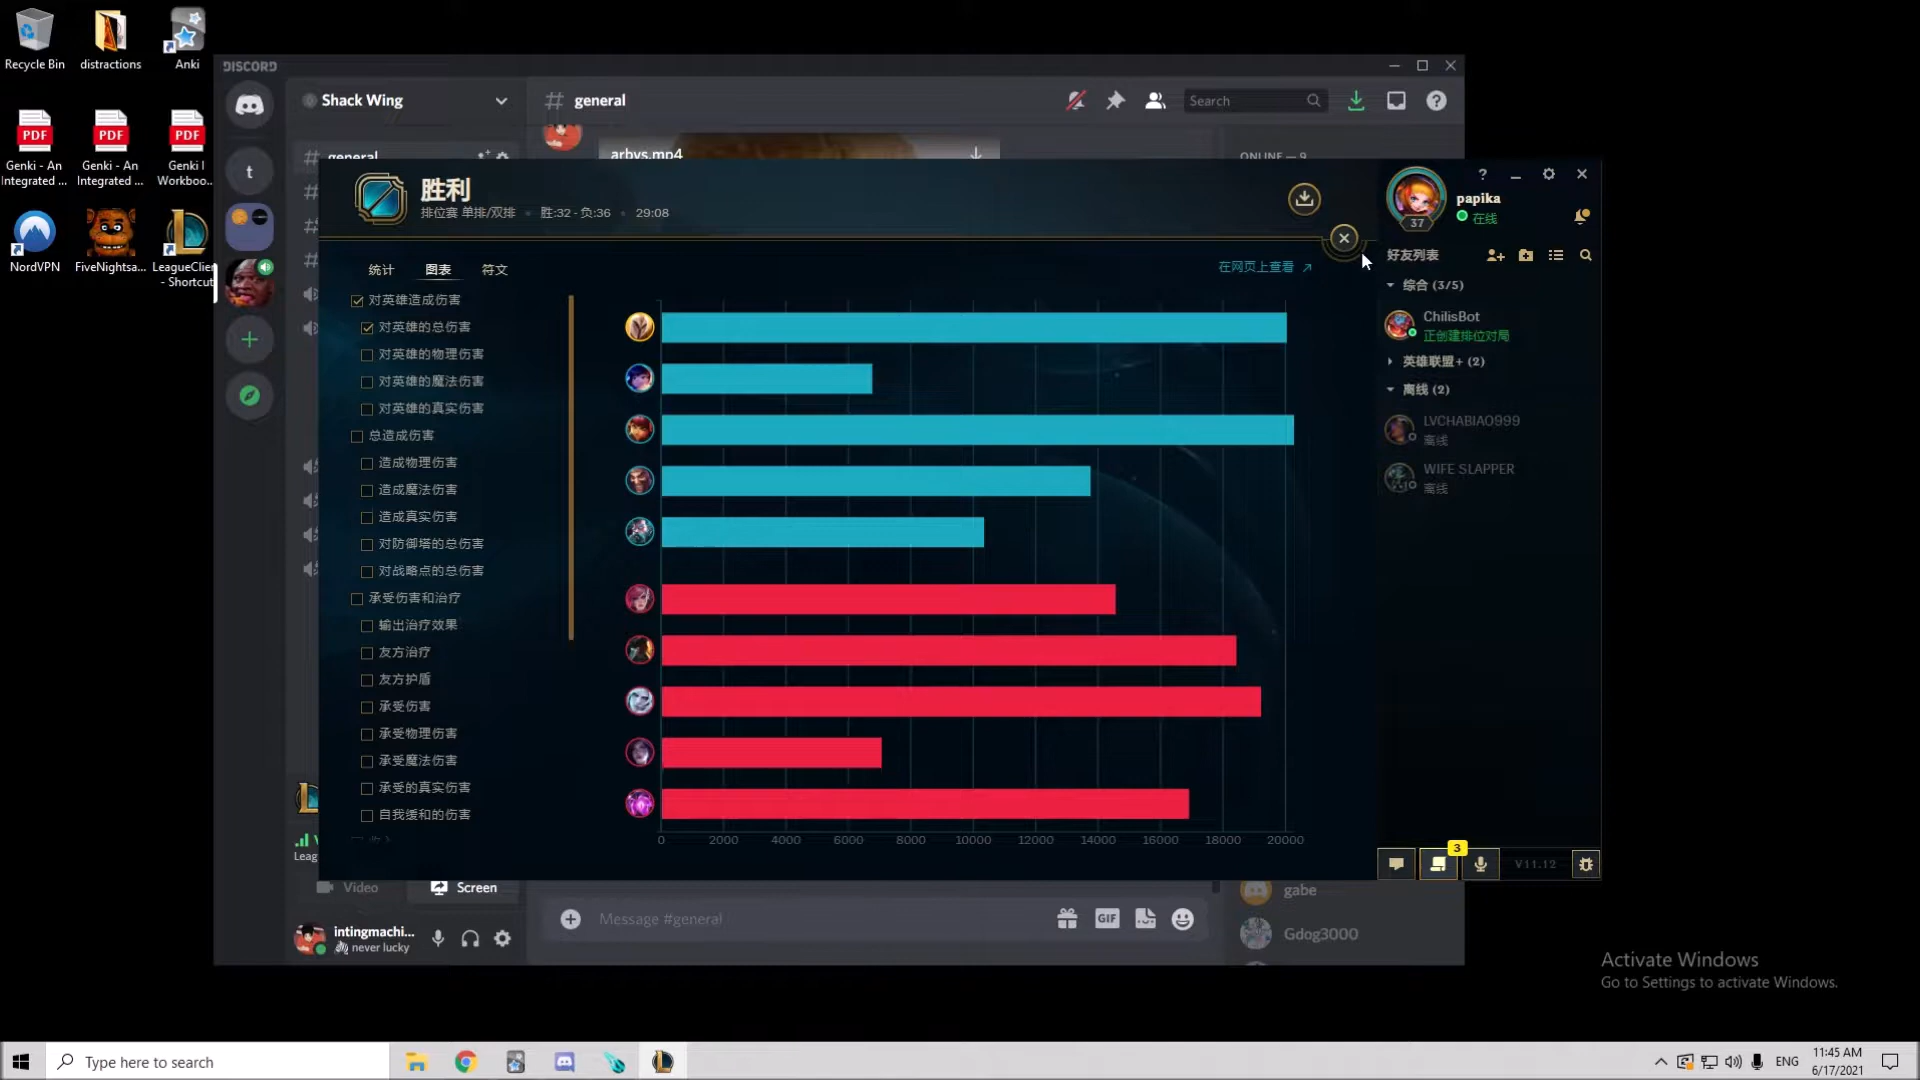 Recycle Bin
distractions
Anki
Genki - An Integrated ...
Genki - An Integrated ...
Genki I Workboo...
NordVPN
FiveNightsa...
LeagueClie - Shortcut
DISCORD
Shack Wing
general
Search
general
arbys.mp4
ONLINE — 9
t
胜利
排位赛 单排/双排 • 胜:32 - 负:36 • 29:08
papika
37
在线
统计
图表
符文
在网页上查看
好友列表
综合 (3/5)
ChilisBot
正创建排位对局
英雄联盟+ (2)
离线 (2)
LVCHABIAO999
离线
WIFE SLAPPER
离线
对英雄造成伤害
对英雄的总伤害
对英雄的物理伤害
对英雄的魔法伤害
对英雄的真实伤害
总造成伤害
造成物理伤害
造成魔法伤害
造成真实伤害
对防御塔的总伤害
对战略点的总伤害
承受伤害和治疗
输出治疗效果
友方治疗
友方护盾
承受伤害
承受物理伤害
承受魔法伤害
承受的真实伤害
自我缓和的伤害
0 2000 4000 6000 8000 10000 12000 14000 16000 18000 20000
3
V11.12
Leag
Video
Screen
intingmachi...
never lucky
Message #general
GIF
gabe
Gdog3000
Activate Windows
Go to Settings to activate Windows.
Type here to search
ENG
11:45 AM
6/17/2021